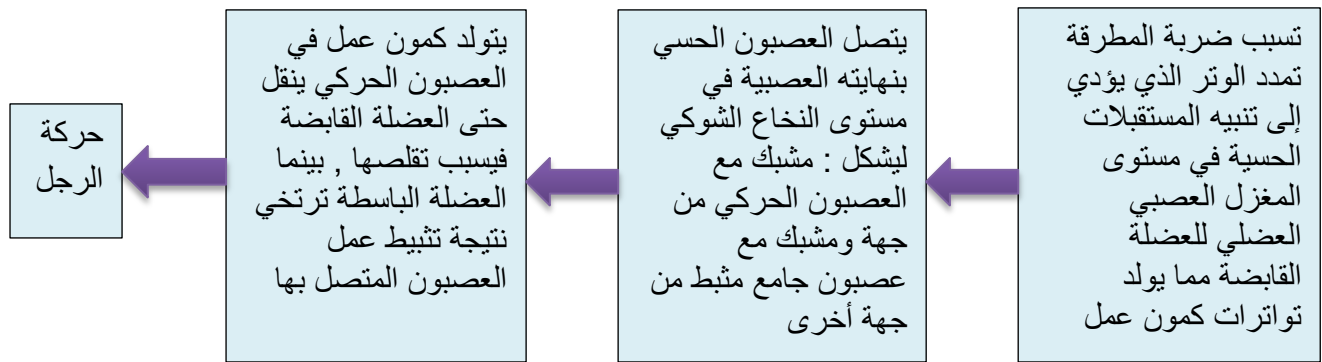 تسبب ضربة المطرقة
تمدد الوتر الذي يؤدي
إلى تنبيه المستقبلات
الحسية في مستوى
المغزل العصبي
العضلي للعضلة
القابضة مما يولد
تواترات كمون عمل
يتصل العصبون الحسي
بنهايته العصبية في
مستوى النخاع الشوكي
ليشكل : مشبك مع
العصبون الحركي من
جهة ومشبك مع
عصبون جامع مثبط من
جهة أخرى
يتولد كمون عمل في
العصبون الحركي ينقل
حتى العضلة القابضة
فيسبب تقلصها , بينما
العضلة الباسطة ترتخي
نتيجة تثبيط عمل
العصبون المتصل بها
حركة
الرجل